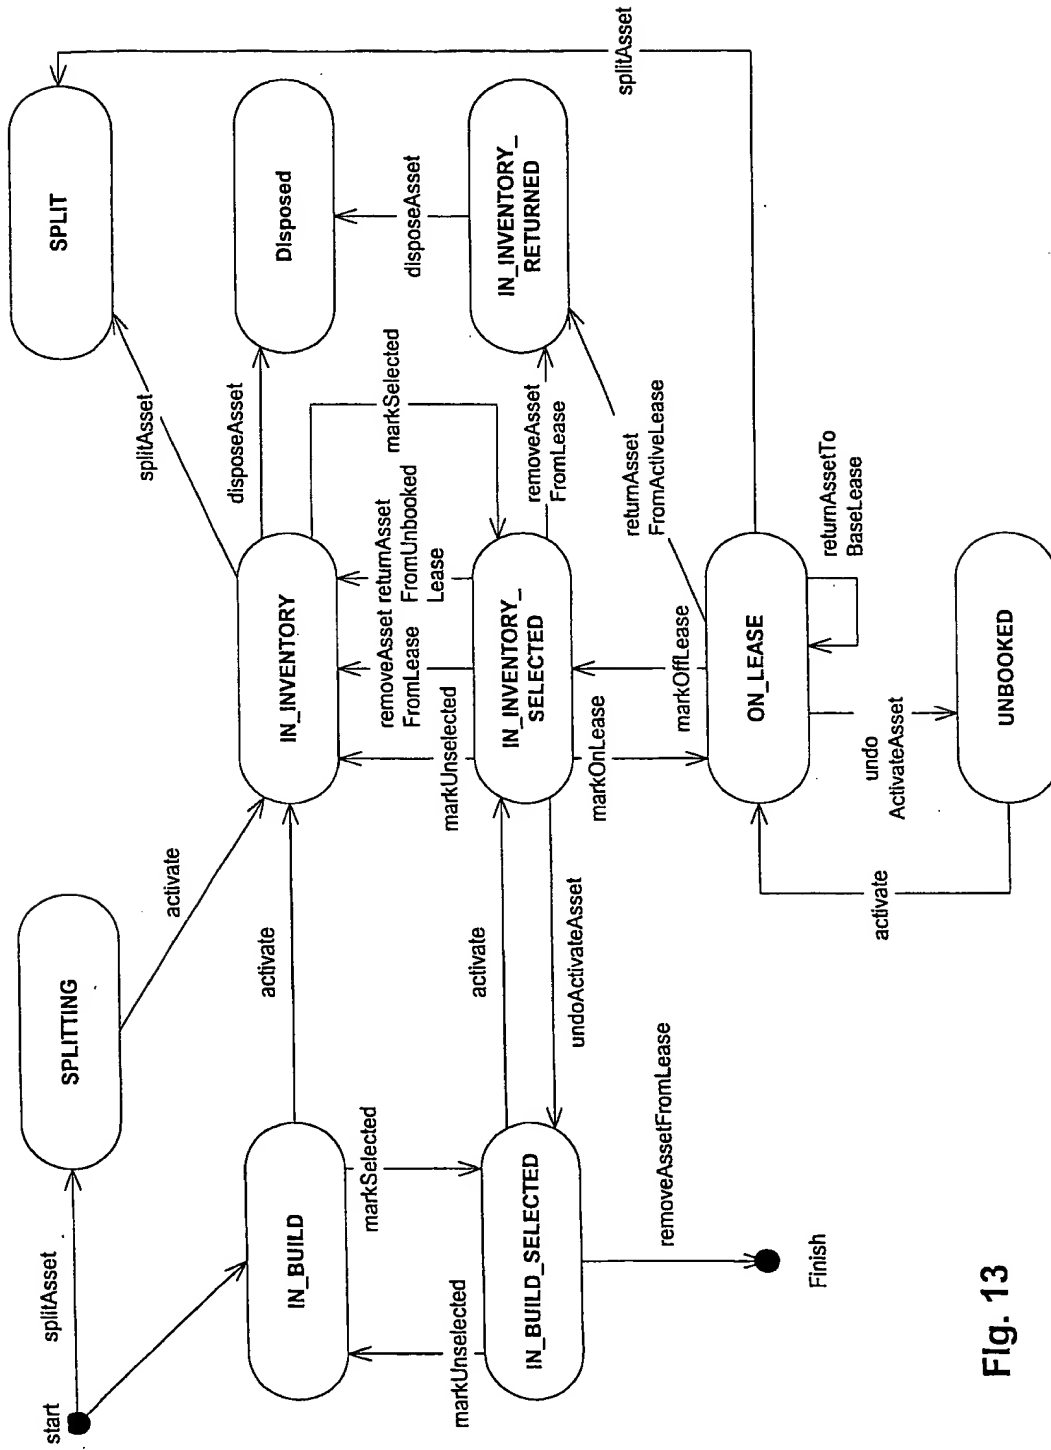 start
splitAsset
SPLITTING
activate
splitAsset
SPLIT
IN_BUILD
activate
IN_INVENTORY
disposeAsset
Disposed
markSelected
markUnselected
markUnselected
removeAsset
FromLease
returnAsset
FromUnbooked
Lease
markSelected
disposeAsset
IN_BUILD_SELECTED
activate
undoActivateAsset
IN_INVENTORY_
SELECTED
removeAsset
FromLease
IN_INVENTORY_
RETURNED
removeAssetFromLease
markOnLease
markOffLease
returnAsset
FromActiveLease
splitAsset
Finish
ON_LEASE
returnAssetTo
BaseLease
undo
ActivateAsset
activate
UNBOOKED
Fig. 13